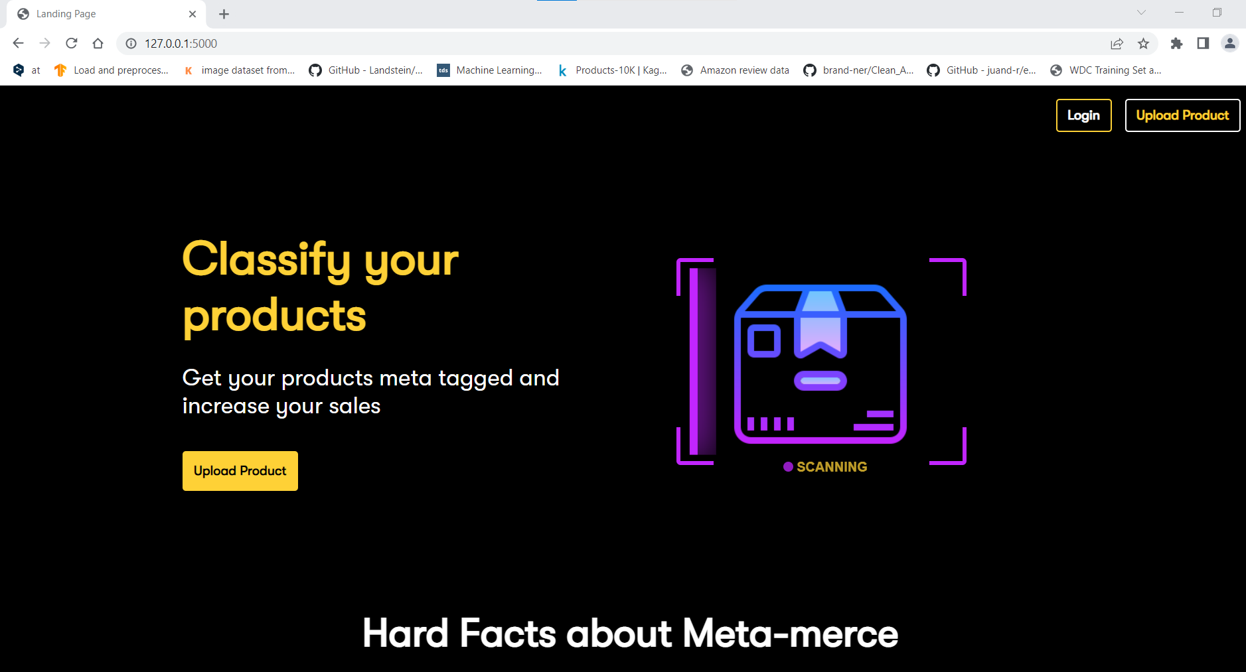 Landing Page
127.0.0.1:5000
at
Load and preproces...
image dataset from...
GitHub - Landstein/...
tds
Machine Learning...
Products-10K | Kag...
Amazon review data
brand-ner/Clean_A...
GitHub - juand-r/e...
WDC Training Set a...
Login
Upload Product
Classify your
products
Get your products meta tagged and
increase your sales
Upload Product
SCANNING
Hard Facts about Meta-merce